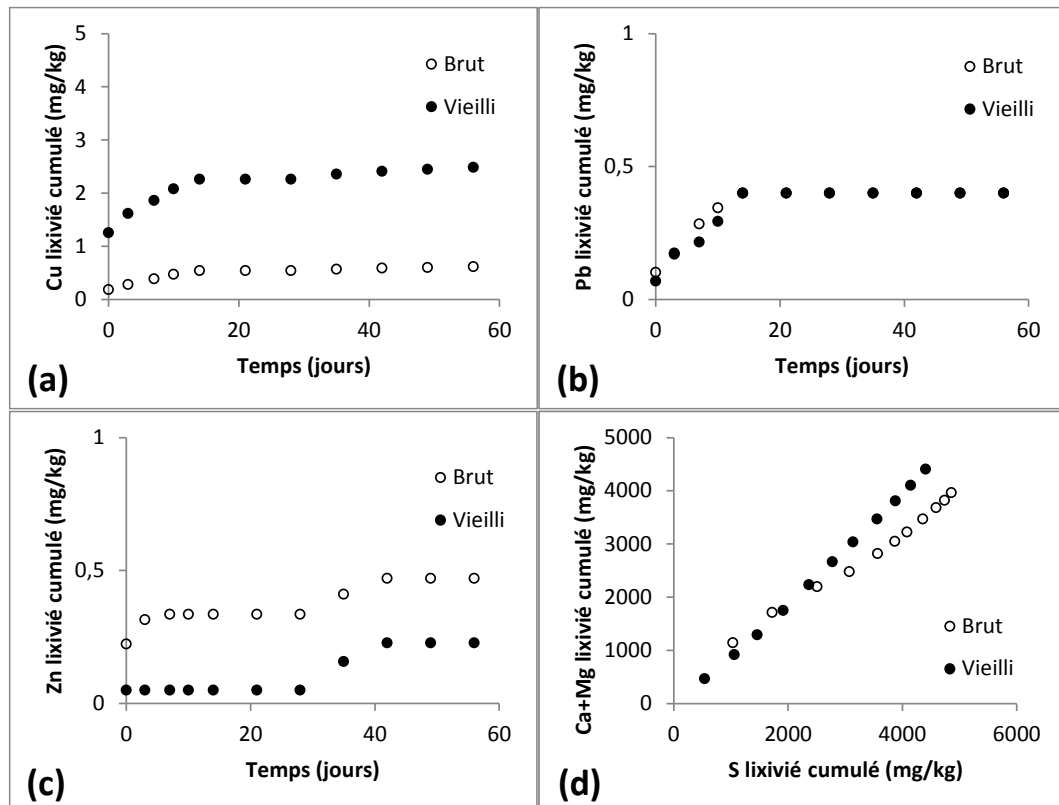 Cu lixivié cumulé (mg/kg)
5
4
3
2
1
0
0
20
40
60
Temps (jours)
Brut
Vieilli
(a)
Pb lixivié cumulé (mg/kg)
1
0,5
0
0
20
40
60
Temps (jours)
Brut
Vieilli
(b)
Zn lixivié cumulé (mg/kg)
1
0,5
0
0
20
40
60
Temps (jours)
Brut
Vieilli
(c)
Ca+Mg lixivié cumulé (mg/kg)
5000
4000
3000
2000
1000
0
0
2000
4000
6000
S lixivié cumulé (mg/kg)
Brut
Vieilli
(d)